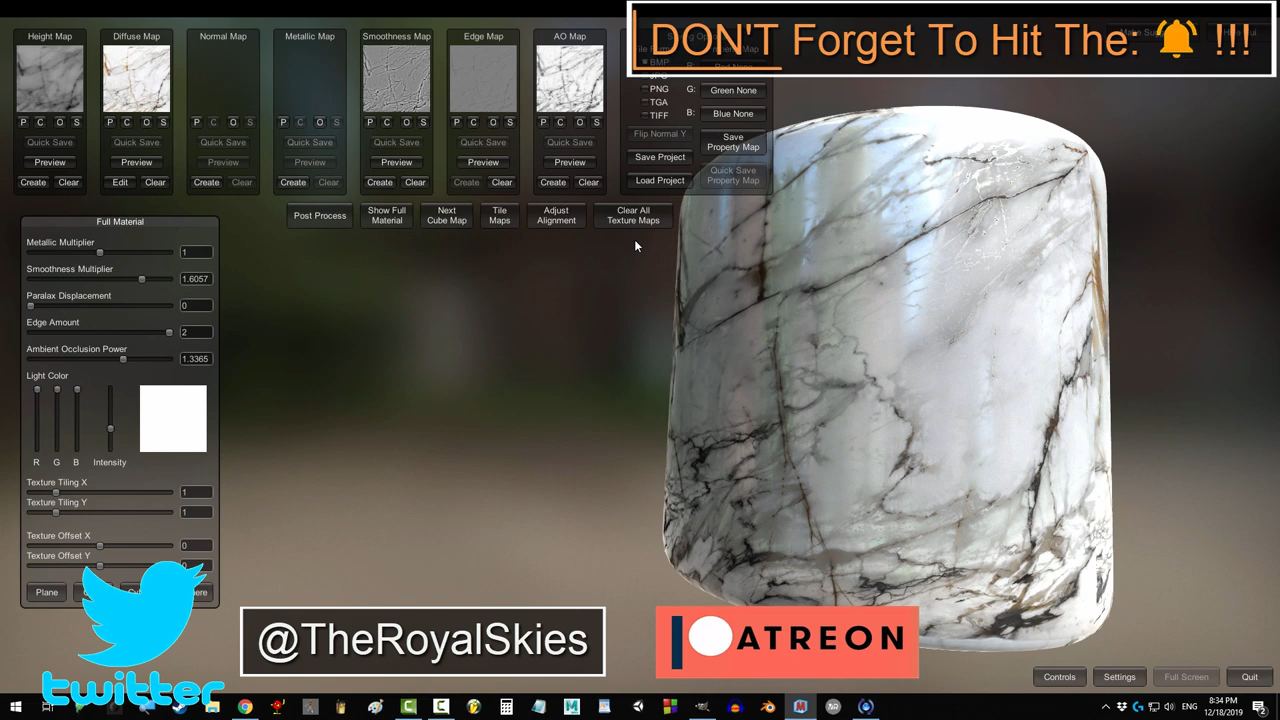 DON'T Forget To Hit The: !!!
Height Map
Diffuse Map
Normal Map
Metallic Map
Smoothness Map
Edge Map
AO Map
BMP
R:
JPG
PNG
G:
Green None
TGA
B:
Blue None
TIFF
P C O S
P C O S
P C O S
P C O S
P C O S
P C O S
P C O S
Flip Normal Y
Save Property Map
Quick Save
Quick Save
Quick Save
Quick Save
Quick Save
Quick Save
Quick Save
Save Project
Preview
Preview
Preview
Preview
Preview
Preview
Preview
Load Project
Quick Save Property Map
Create Clear
Edit Clear
Create Clear
Create Clear
Create Clear
Create Clear
Create Clear
Post Process
Show Full Material
Next Cube Map
Tile Maps
Adjust Alignment
Clear All Texture Maps
Full Material
Metallic Multiplier
1
Smoothness Multiplier
1.6057
Paralax Displacement
0
Edge Amount
2
Ambient Occlusion Power
1.3365
Light Color
R G B Intensity
Texture Tiling X
1
Texture Tiling Y
1
Texture Offset X
0
Texture Offset Y
Plane
twitter
@TheRoyalSkies
PATREON
Controls
Settings
Full Screen
Quit
ENG
8:34 PM
12/18/2019